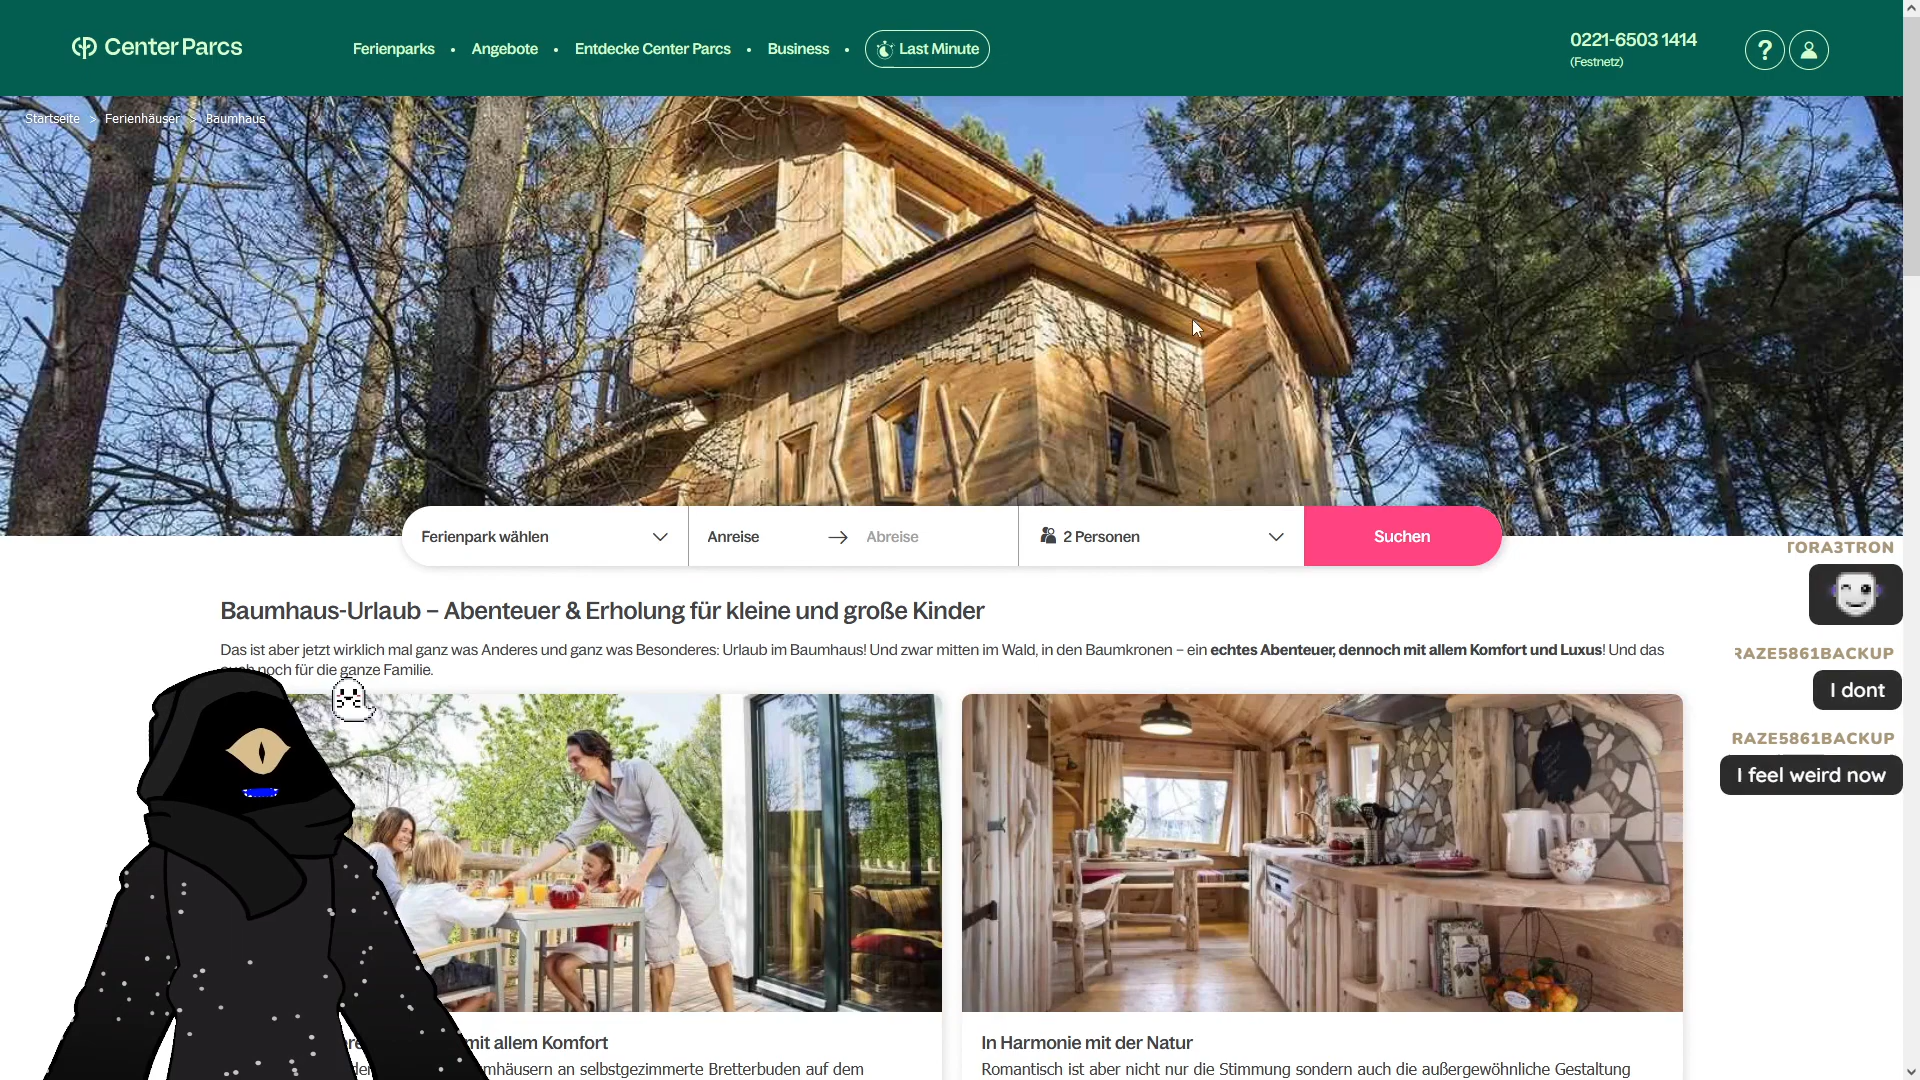 Center Parcs
Ferienparks • Angebote • Entdecke Center Parcs • Business • Last Minute
0221-6503 1414
(Festnetz)
?
Startseite > Ferienhäuser > Baumhaus
Ferienpark wählen
Anreise → Abreise
2 Personen
Suchen
TORA3TRON
Baumhaus-Urlaub – Abenteuer & Erholung für kleine und große Kinder
Das ist aber jetzt wirklich mal ganz was Anderes und ganz was Besonderes: Urlaub im Baumhaus! Und zwar mitten im Wald, in den Baumkronen – ein echtes Abenteuer, dennoch mit allem Komfort und Luxus! Und das
noch für die ganze Familie.
RAZE5861BACKUP
I dont
RAZE5861BACKUP
I feel weird now
mit allem Komfort
mhäusern an selbstgezimmerte Bretterbuden auf dem
In Harmonie mit der Natur
Romantisch ist aber nicht nur die Stimmung sondern auch die außergewöhnliche Gestaltung